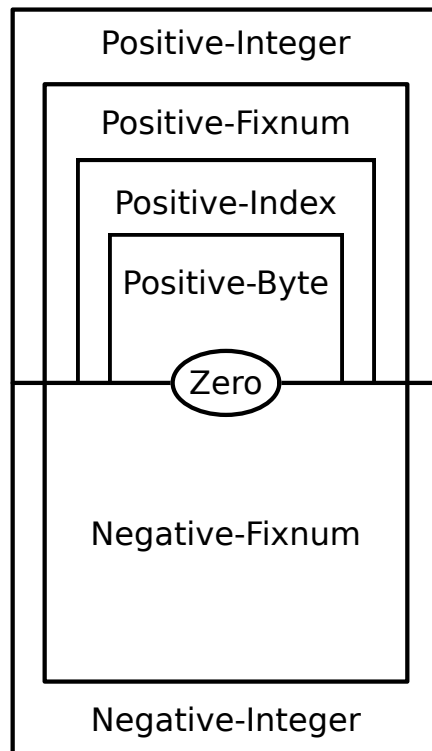 Positive-Integer
Positive-Fixnum
Positive-Index
Positive-Byte
Zero
Negative-Fixnum
Negative-Integer